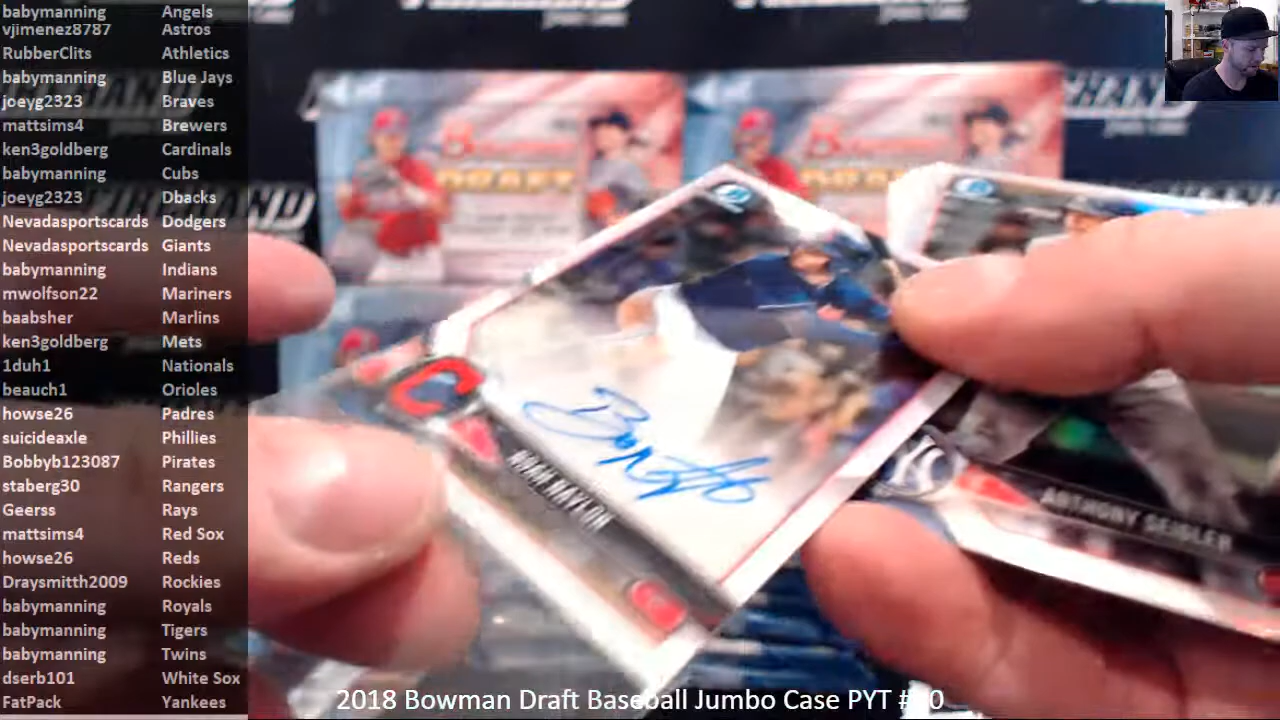 babymanning Angels
vjimenez8787 Astros
RubberClits Athletics
babymanning Blue Jays
joeyg2323 Braves
mattsims4 Brewers
ken3goldberg Cardinals
babymanning Cubs
joeyg2323 Dbacks
Nevadasportscards Dodgers
Nevadasportscards Giants
babymanning Indians
mwolfson22 Mariners
baabsher Marlins
ken3goldberg Mets
1duh1 Nationals
beauch1 Orioles
howse26 Padres
suicideaxle Phillies
Bobbyb123087 Pirates
staberg30 Rangers
Geerss Rays
mattsims4 Red Sox
howse26 Reds
Draysmitth2009 Rockies
babymanning Royals
babymanning Tigers
babymanning Twins
dserb101 White Sox
FatPack Yankees
DRAFT
DRAFT
C
NAYLOR
ANTHONY SEIGLER
2018 Bowman Draft Baseball Jumbo Case PYT